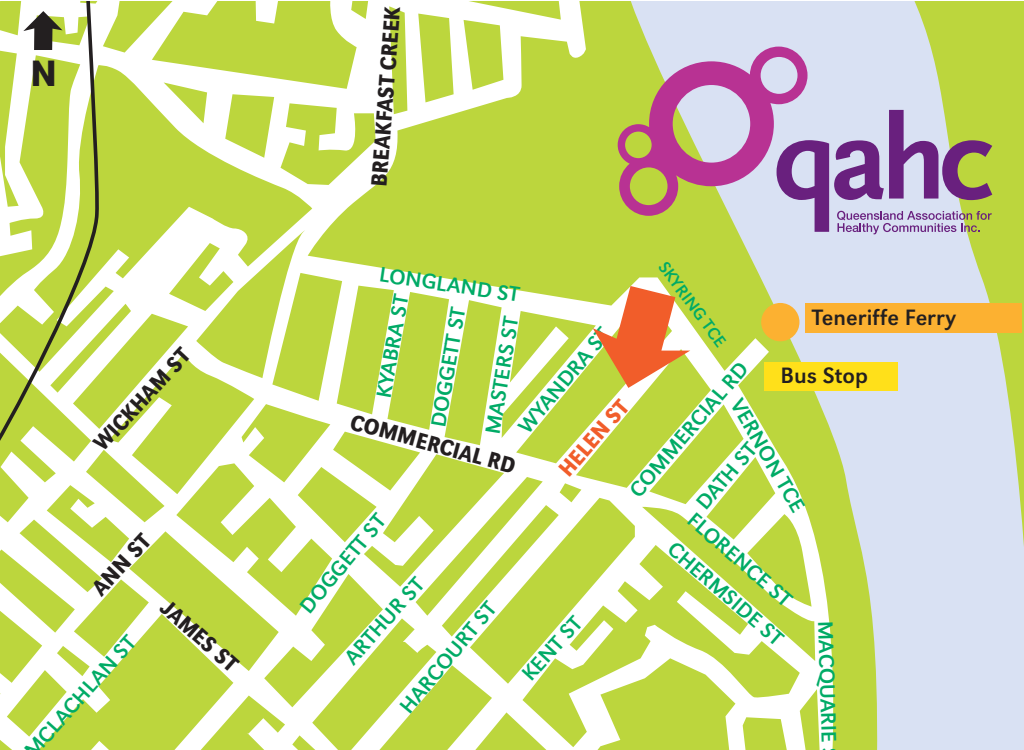 N
BREAKFAST CREEK
qahc
Queensland Association for
Healthy Communities Inc.
LONGLAND ST
SKYRING TCE
KYABRA ST
DOGGETT ST
MASTERS ST
WYANDRA ST
Teneriffe Ferry
Bus Stop
WICKHAM ST
COMMERCIAL RD
HELEN ST
COMMERCIAL RD
VERNON TCE
DATH ST
FLORENCE ST
CHERMSIDE ST
ANN ST
DOGGETT ST
JAMES ST
ARTHUR ST
HARCOURT ST
KENT ST
MCLACHLAN ST
MACQUARIE